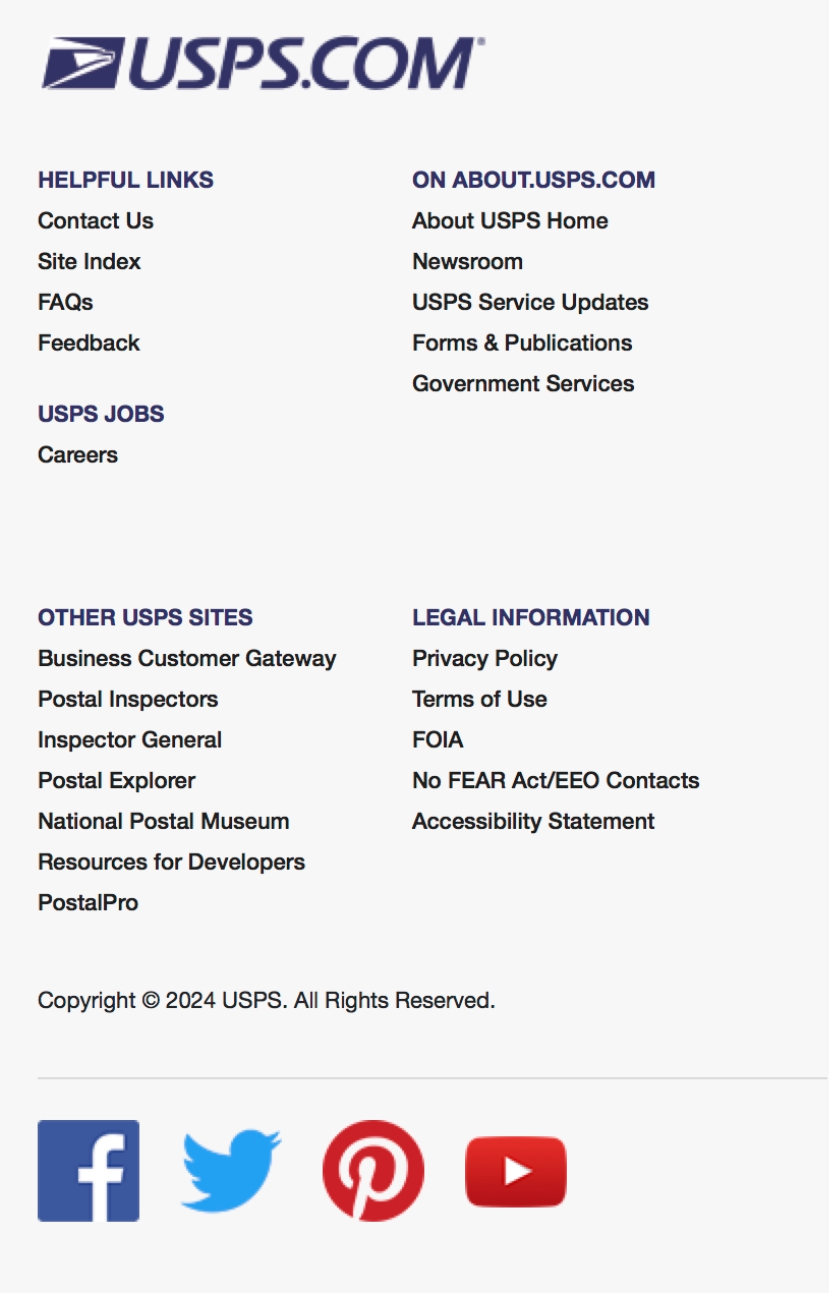 USPS.COM®
HELPFUL LINKS
Contact Us
Site Index
FAQs
Feedback
USPS JOBS
Careers
ON ABOUT.USPS.COM
About USPS Home
Newsroom
USPS Service Updates
Forms & Publications
Government Services
OTHER USPS SITES
Business Customer Gateway
Postal Inspectors
Inspector General
Postal Explorer
National Postal Museum
Resources for Developers
PostalPro
LEGAL INFORMATION
Privacy Policy
Terms of Use
FOIA
No FEAR Act/EEO Contacts
Accessibility Statement
Copyright © 2024 USPS. All Rights Reserved.